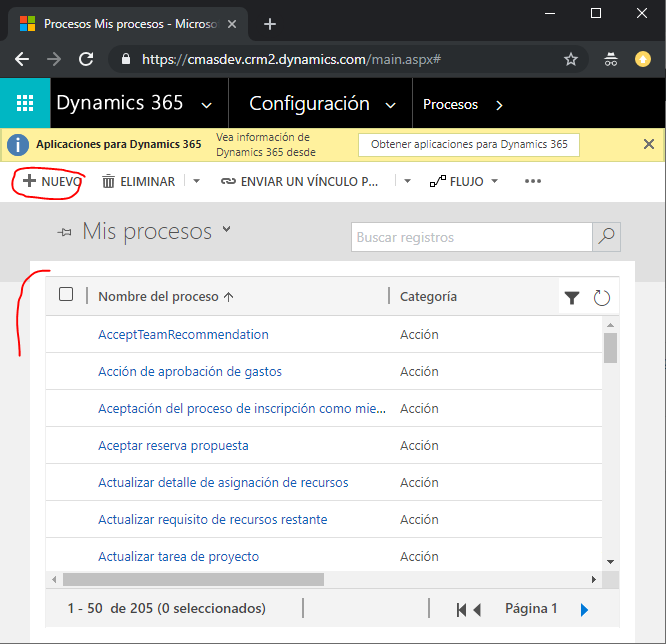 Procesos Mis procesos - Microso
https://cmasdev.crm2.dynamics.com/main.aspx#
Dynamics 365 Configuración Procesos
Aplicaciones para Dynamics 365 Vea información de Dynamics 365 desde Obtener aplicaciones para Dynamics 365
NUEVO ELIMINAR ENVIAR UN VÍNCULO P... FLUJO
Mis procesos Buscar registros
Nombre del proceso Categoría
AcceptTeamRecommendation Acción
Acción de aprobación de gastos Acción
Aceptación del proceso de inscripción como mie... Acción
Aceptar reserva propuesta Acción
Actualizar detalle de asignación de recursos Acción
Actualizar requisito de recursos restante Acción
Actualizar tarea de proyecto Acción
1 - 50 de 205 (0 seleccionados) Página 1